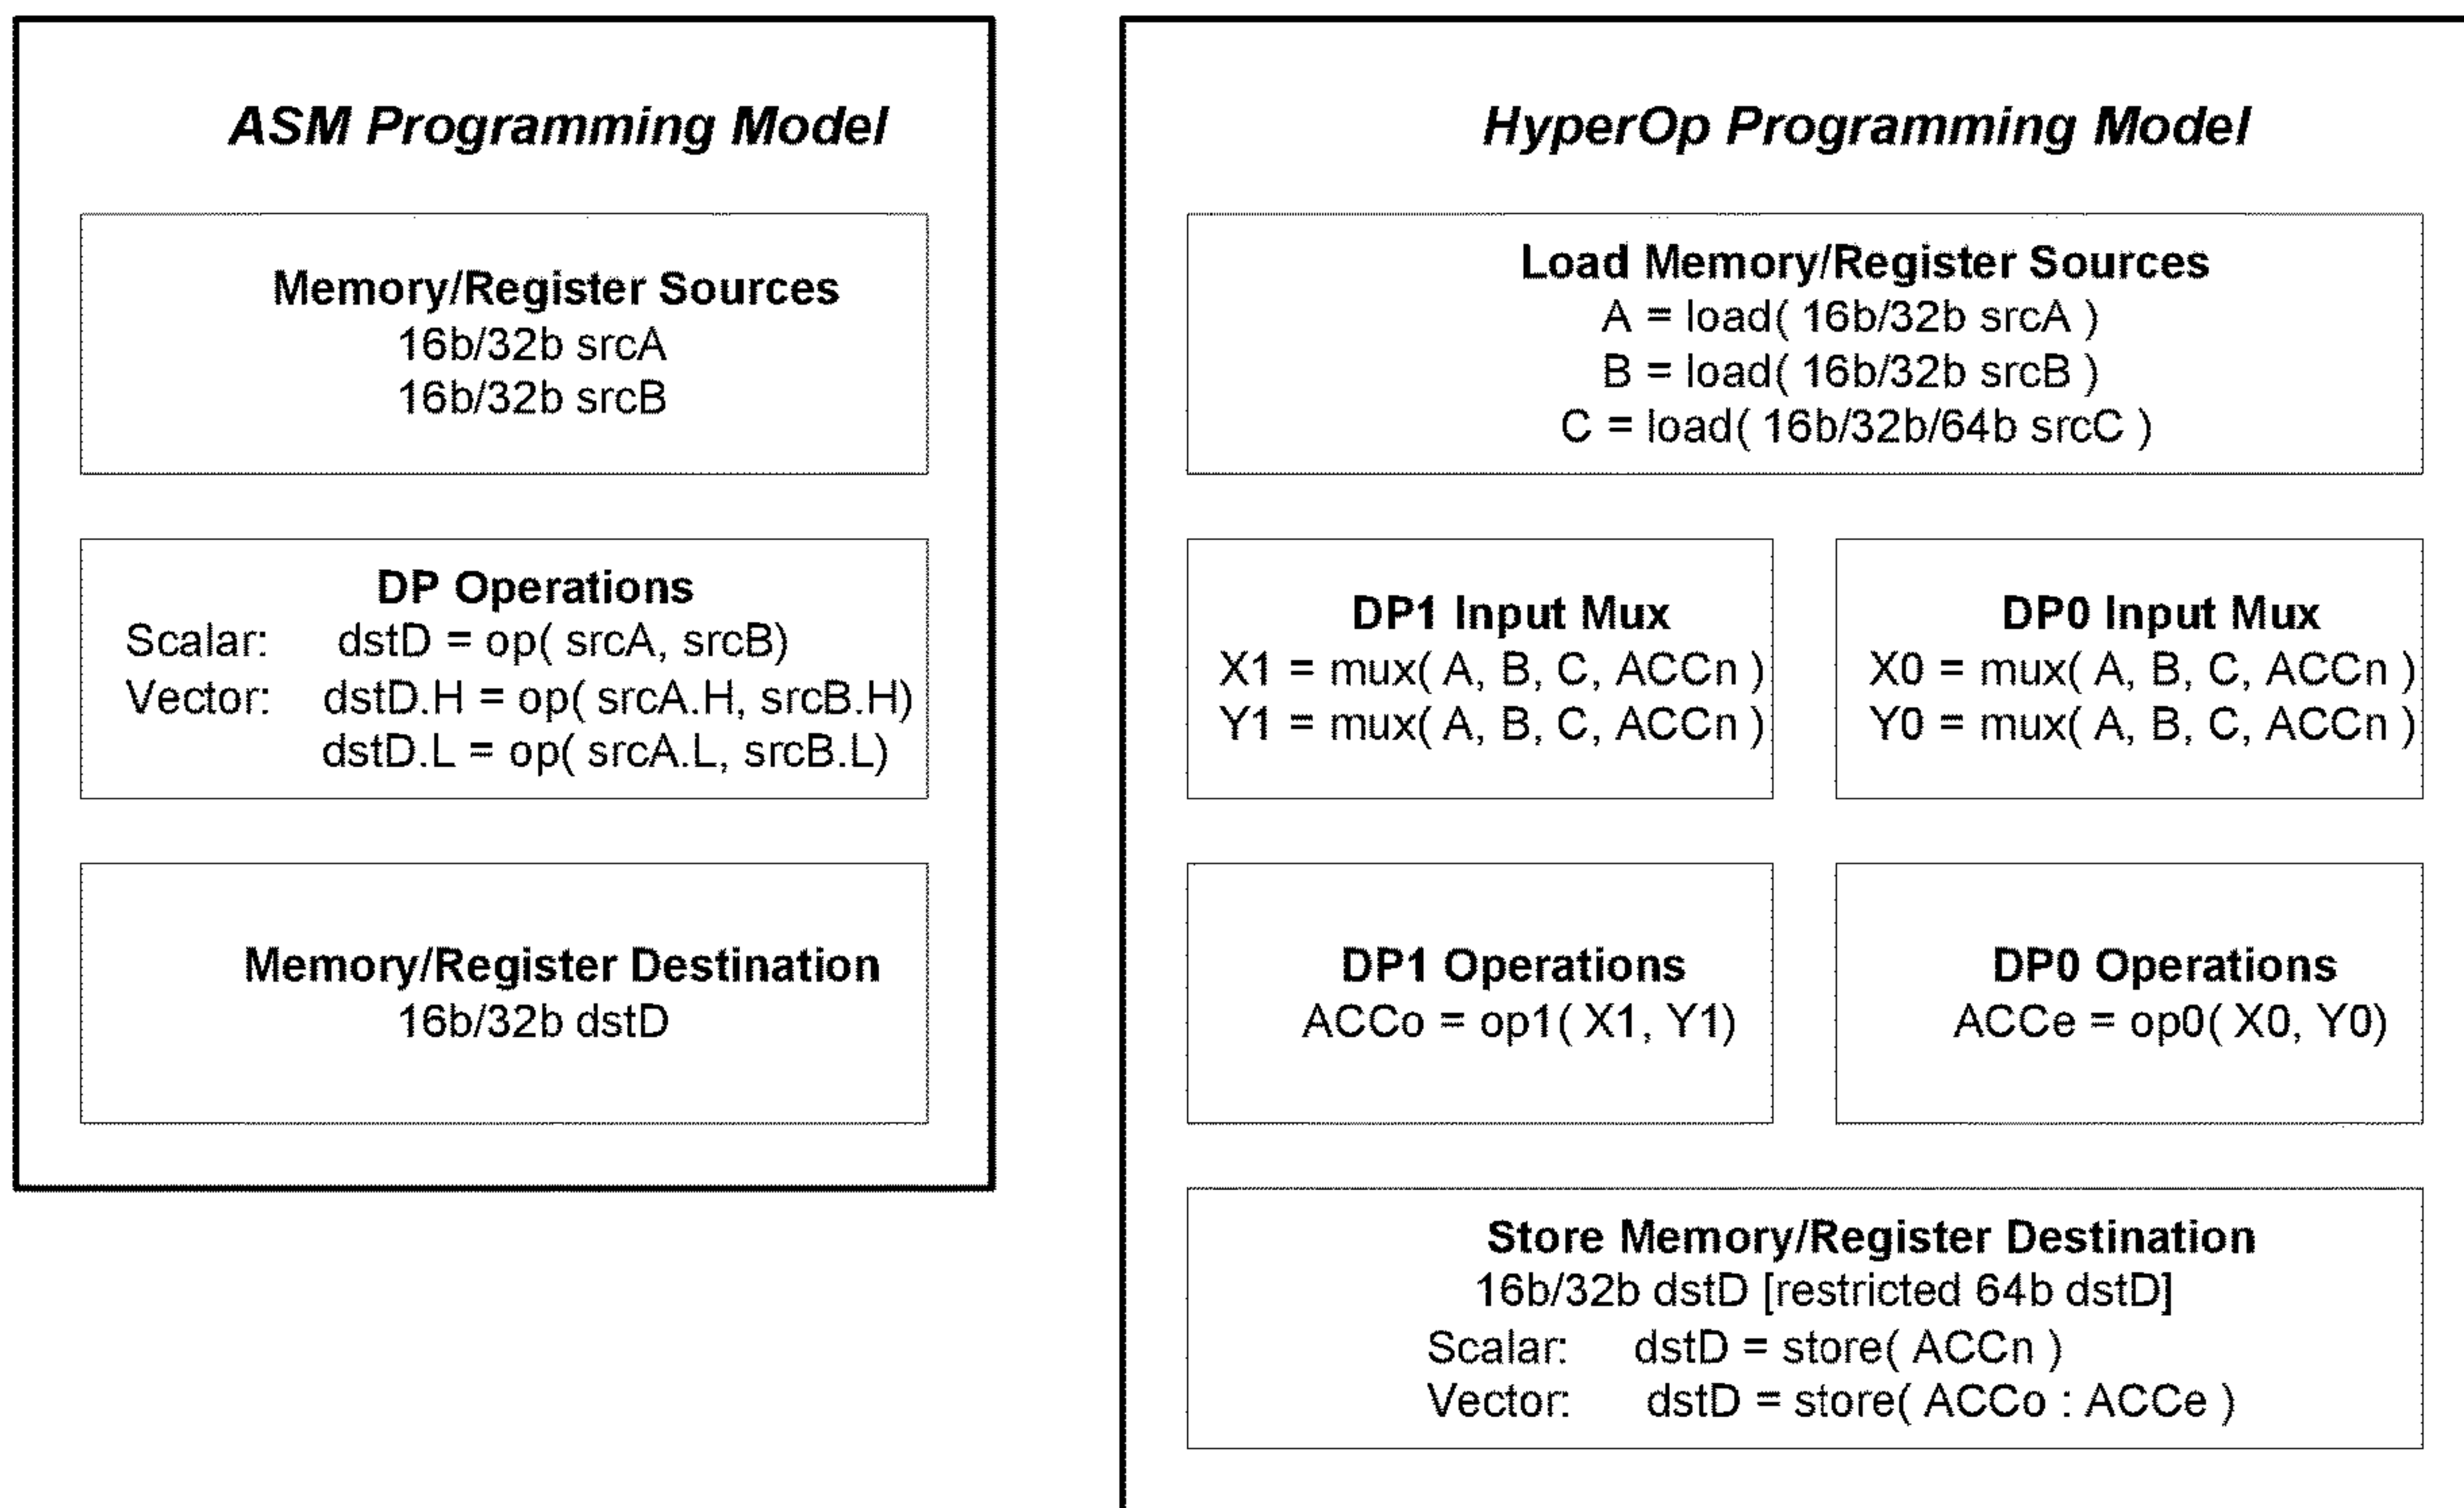 ASM Programming Model
Memory/Register Sources
16b/32b srcA
16b/32b srcB
DP Operations
Scalar: dstD = op( srcA, srcB)
Vector: dstD.H = op( srcA.H, srcB.H)
dstD.L = op( srcA.L, srcB.L)
Memory/Register Destination
16b/32b dstD
HyperOp Programming Model
Load Memory/Register Sources
A = load( 16b/32b srcA )
B = load( 16b/32b srcB )
C = load( 16b/32b/64b srcC )
DP1 Input Mux
X1 = mux( A, B, C, ACCn )
Y1 = mux( A, B, C, ACCn )
DP0 Input Mux
X0 = mux( A, B, C, ACCn )
Y0 = mux( A, B, C, ACCn )
DP1 Operations
ACCo = op1( X1, Y1)
DP0 Operations
ACCe = op0( X0, Y0)
Store Memory/Register Destination
16b/32b dstD [restricted 64b dstD]
Scalar: dstD = store( ACCn )
Vector: dstD = store( ACCo : ACCe )